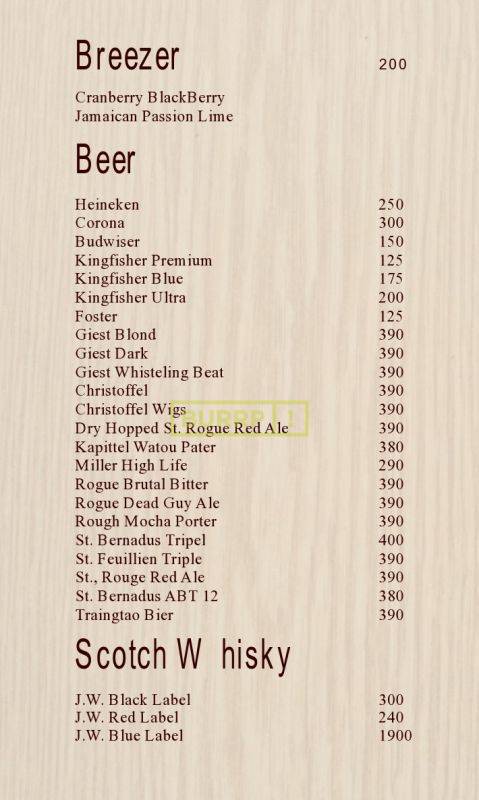 Breezer 200
Cranberry BlackBerry
Jamaican Passion Lime
Beer
Heineken 250
Corona 300
Budwiser 150
Kingfisher Premium 125
Kingfisher Blue 175
Kingfisher Ultra 200
Foster 125
Giest Blond 390
Giest Dark 390
Giest Whisteling Beat 390
Christoffel 390
Christoffel Wigs 390
BURRP 1
Dry Hopped St. Rogue Red Ale 390
Kapittel Watou Pater 380
Miller High Life 290
Rogue Brutal Bitter 390
Rogue Dead Guy Ale 390
Rough Mocha Porter 390
St. Bernadus Tripel 400
St. Feuillien Triple 390
St., Rouge Red Ale 390
St. Bernadus ABT 12 380
Traingtao Bier 390
Scotch W hisky
J.W. Black Label 300
J.W. Red Label 240
J.W. Blue Label 1900